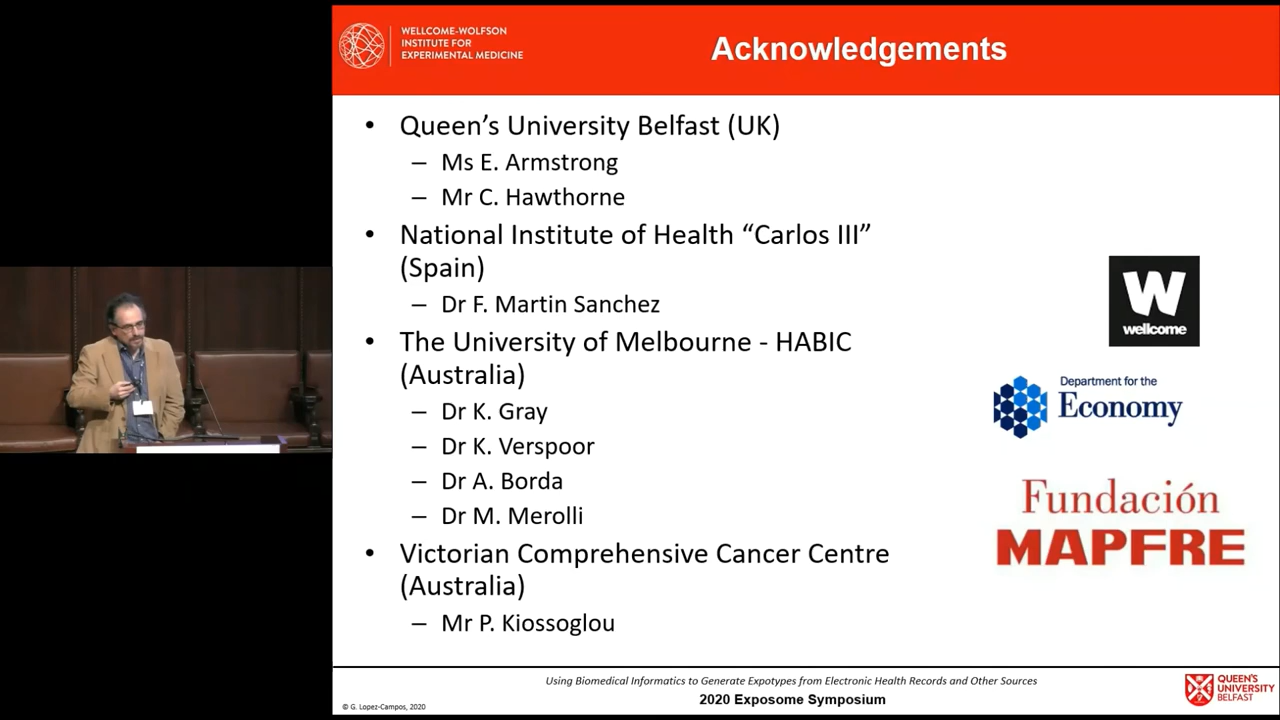 WELLCOME-WOLFSON
INSTITUTE FOR
EXPERIMENTAL MEDICINE
Acknowledgements
• Queen's University Belfast (UK)
– Ms E. Armstrong
– Mr C. Hawthorne
• National Institute of Health “Carlos III”
(Spain)
– Dr F. Martin Sanchez
• The University of Melbourne - HABIC
(Australia)
– Dr K. Gray
– Dr K. Verspoor
– Dr A. Borda
– Dr M. Merolli
• Victorian Comprehensive Cancer Centre
(Australia)
– Mr P. Kiossoglou
W
wellcome
Department for the
Economy
Fundación
MAPFRE
Using Biomedical Informatics to Generate Expotypes from Electronic Health Records and Other Sources
2020 Exposome Symposium
© G. Lopez-Campos, 2020
QUEEN'S
UNIVERSITY
BELFAST